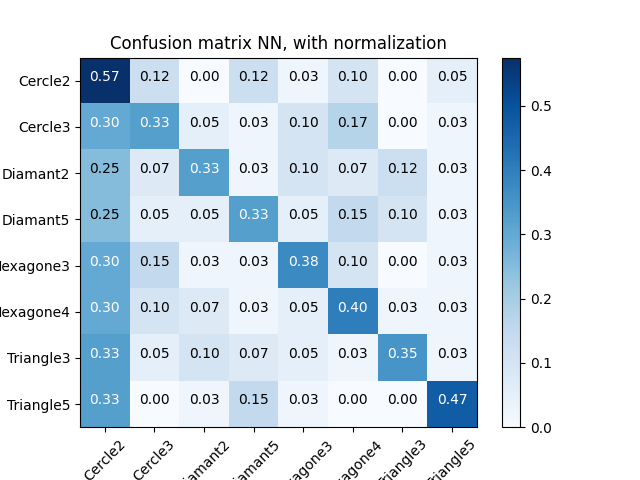 Confusion matrix NN, with normalization
Cercle2 0.57 0.12 0.00 0.12 0.03 0.10 0.00 0.05
Cercle3 0.30 0.33 0.05 0.03 0.10 0.17 0.00 0.03
Diamant2 0.25 0.07 0.33 0.03 0.10 0.07 0.12 0.03
Diamant5 0.25 0.05 0.05 0.33 0.05 0.15 0.10 0.03
lexagone3 0.30 0.15 0.03 0.03 0.38 0.10 0.00 0.03
lexagone4 0.30 0.10 0.07 0.03 0.05 0.40 0.03 0.03
Triangle3 0.33 0.05 0.10 0.07 0.05 0.03 0.35 0.03
Triangle5 0.33 0.00 0.03 0.15 0.03 0.00 0.00 0.47
Cercle2 Cercle3 iamant2 iamant5 xagone3 xagone4 riangle3 riangle5
0.5
0.4
0.3
0.2
0.1
0.0